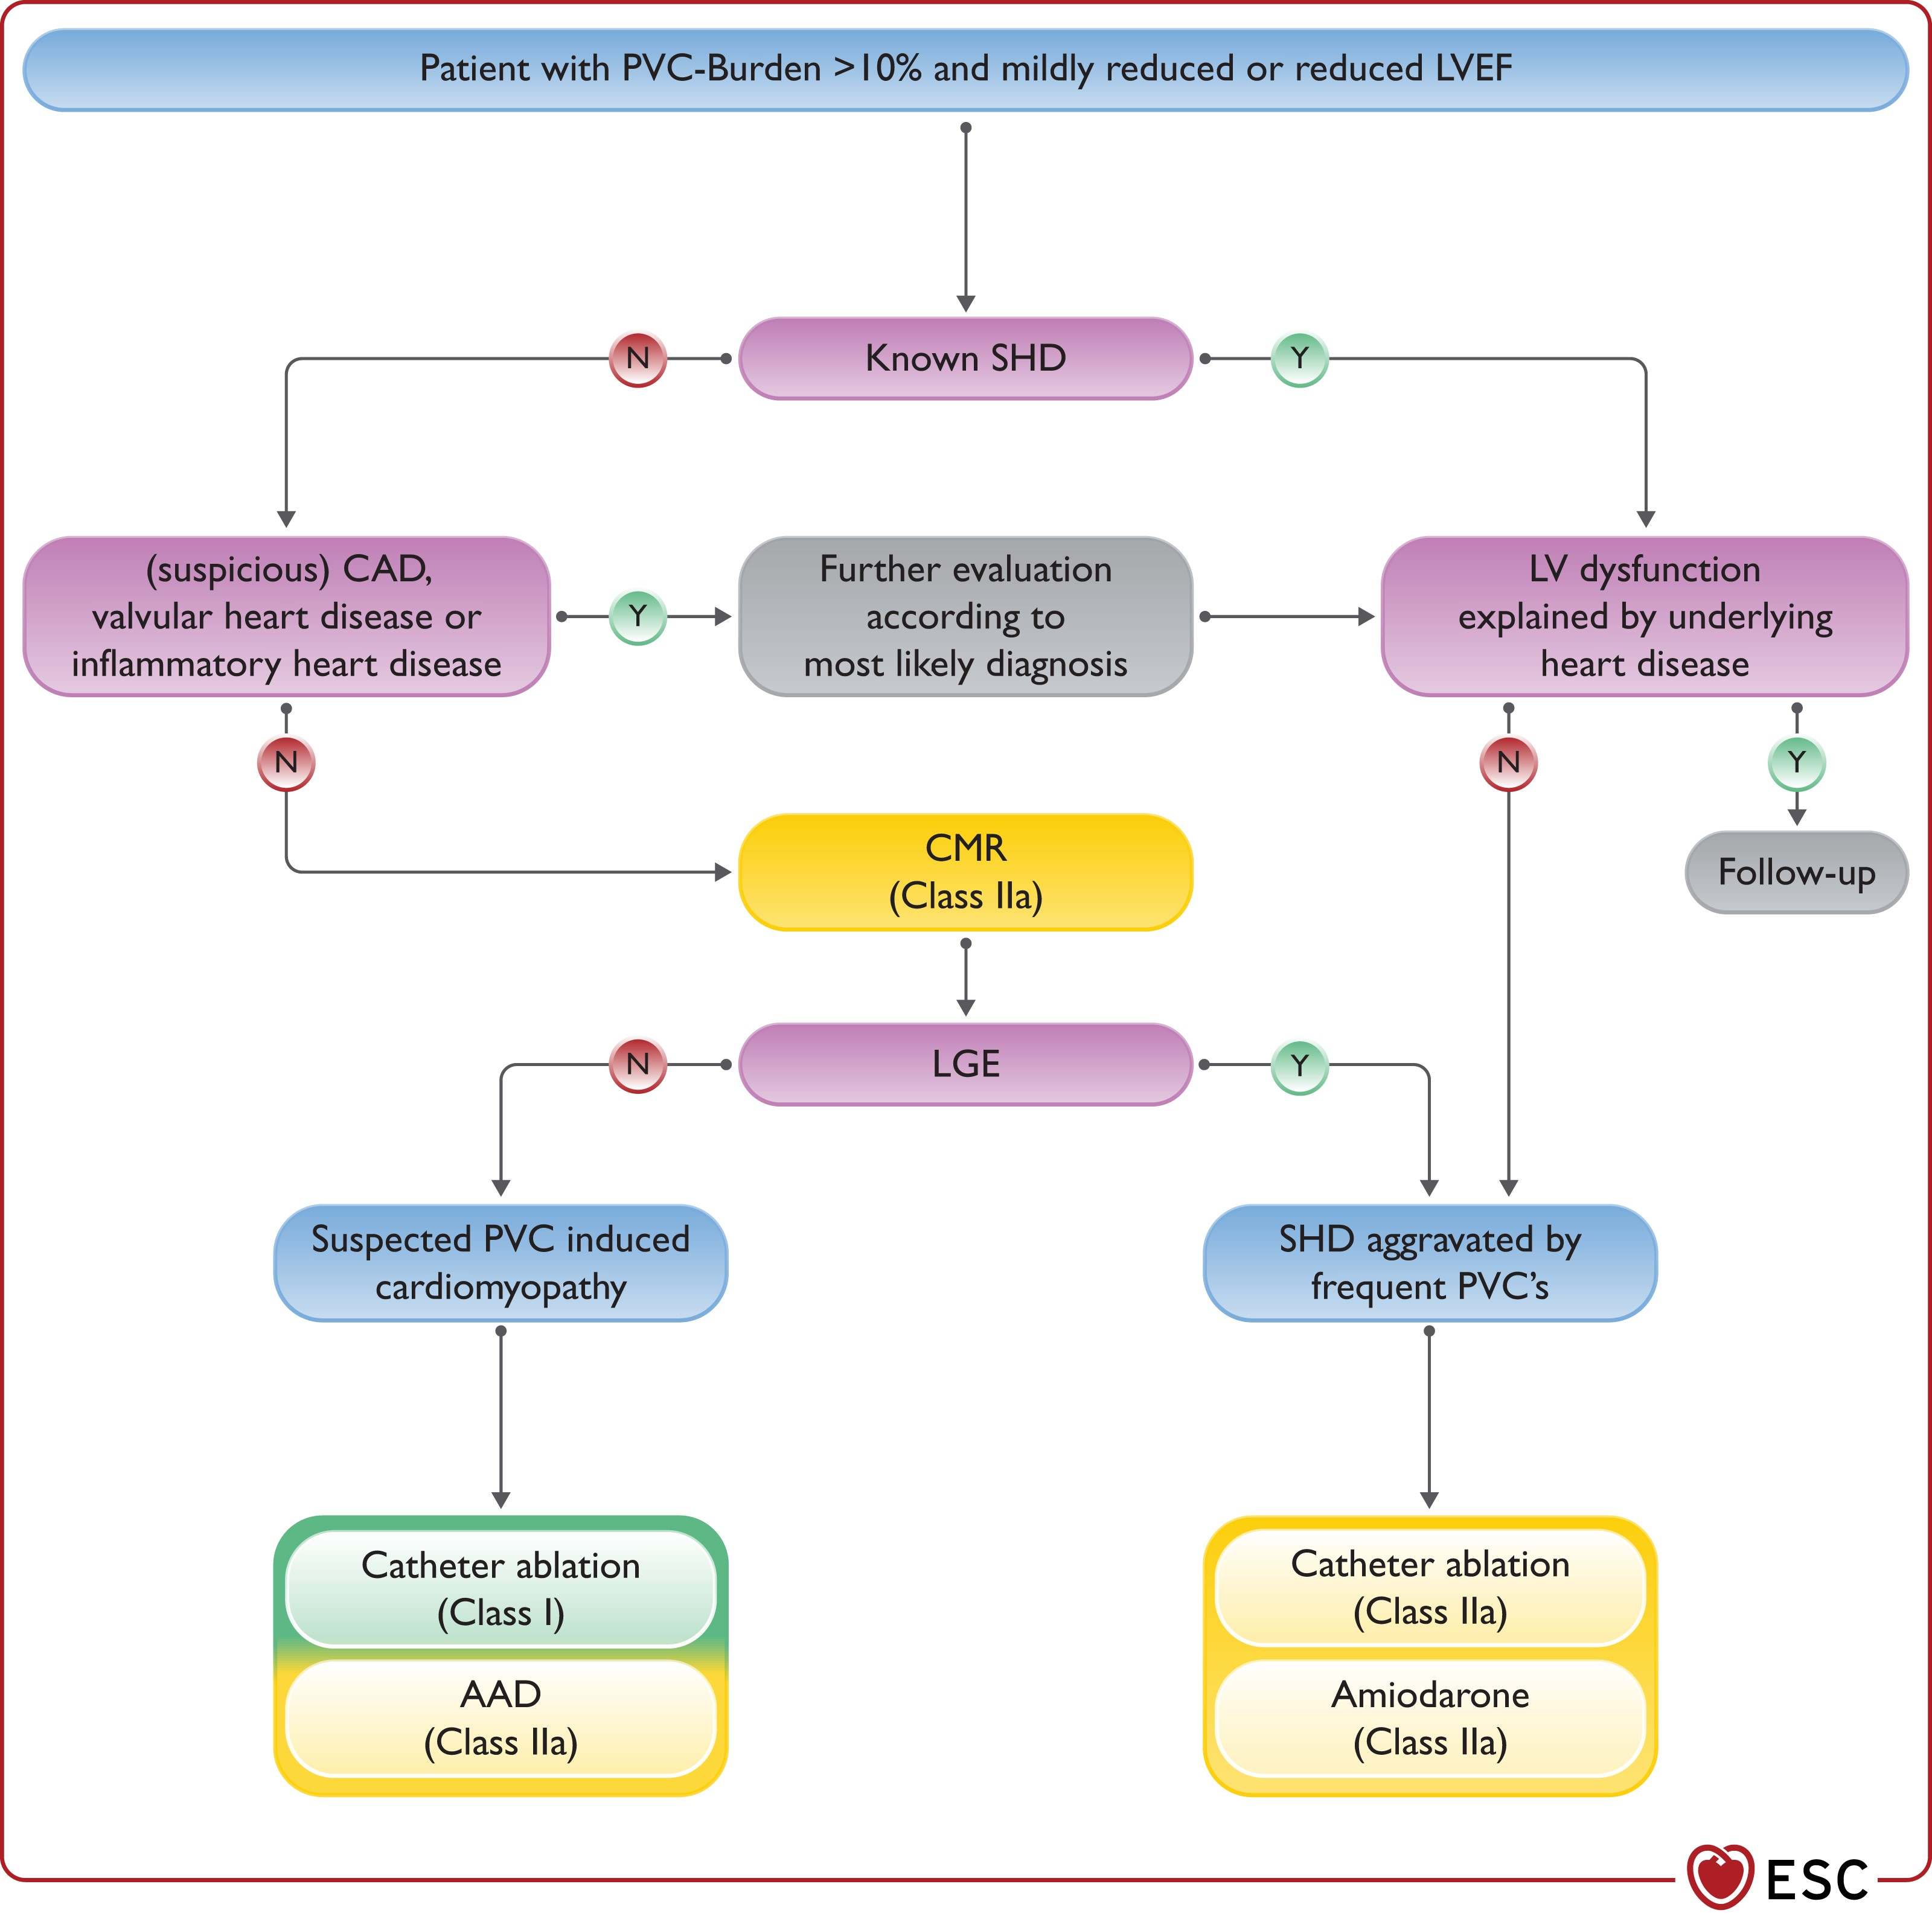 Patient with PVC-Burden >10% and mildly reduced or reduced LVEF
N
Known SHD
Y
(suspicious) CAD,
valvular heart disease or
inflammatory heart disease
Y
Further evaluation
according to
most likely diagnosis
LV dysfunction
explained by underlying
heart disease
N
N
Y
CMR
(Class IIa)
Follow-up
N
LGE
Y
Suspected PVC induced
cardiomyopathy
SHD aggravated by
frequent PVC’s
Catheter ablation
(Class I)
AAD
(Class IIa)
Catheter ablation
(Class IIa)
Amiodarone
(Class IIa)
ESC